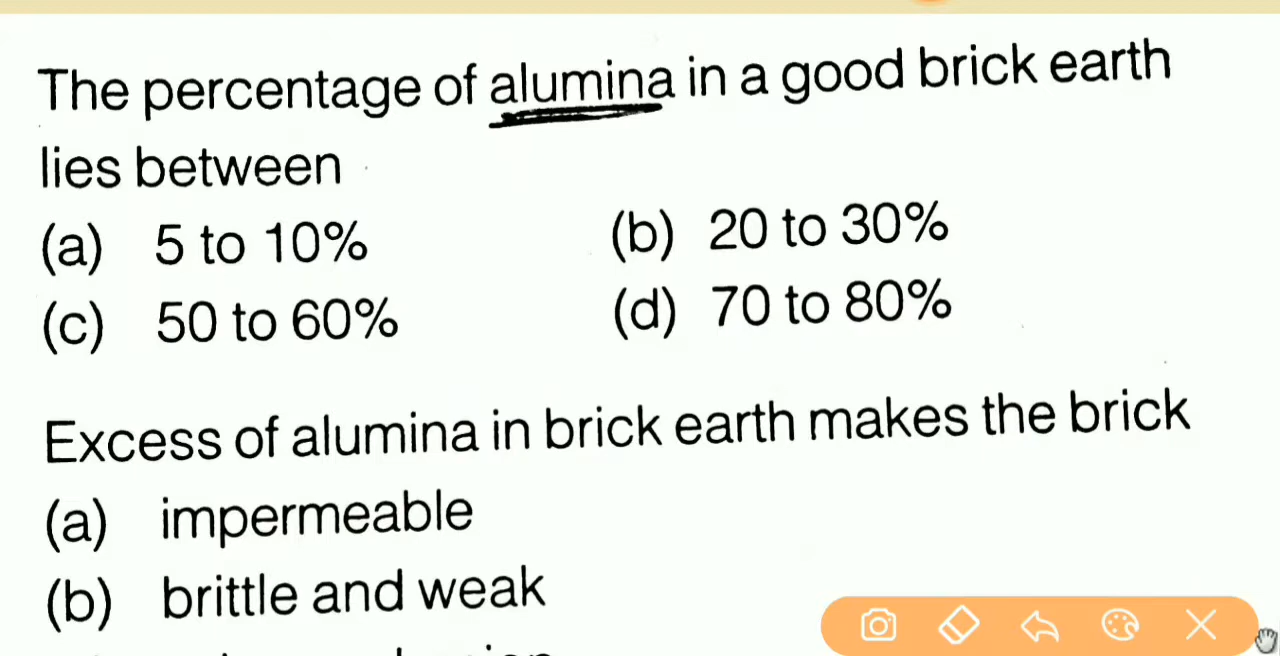 The percentage of alumina in a good brick earth
lies between
(a) 5 to 10% (b) 20 to 30%
(c) 50 to 60% (d) 70 to 80%
Excess of alumina in brick earth makes the brick
(a) impermeable
(b) brittle and weak